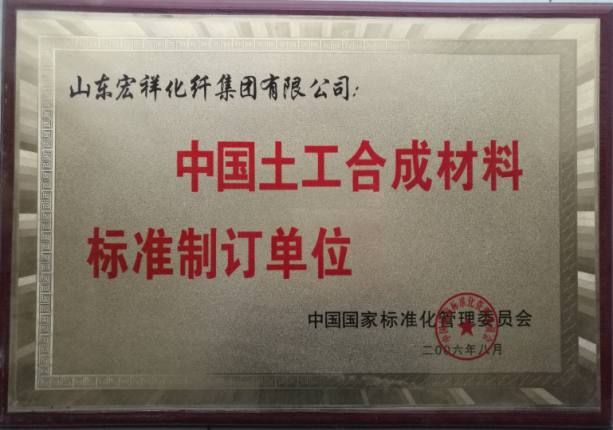 山东宏祥化纤集团有限公司：
中国土工合成材料
标准制订单位
中国国家标准化管理委员会
二00六年八月